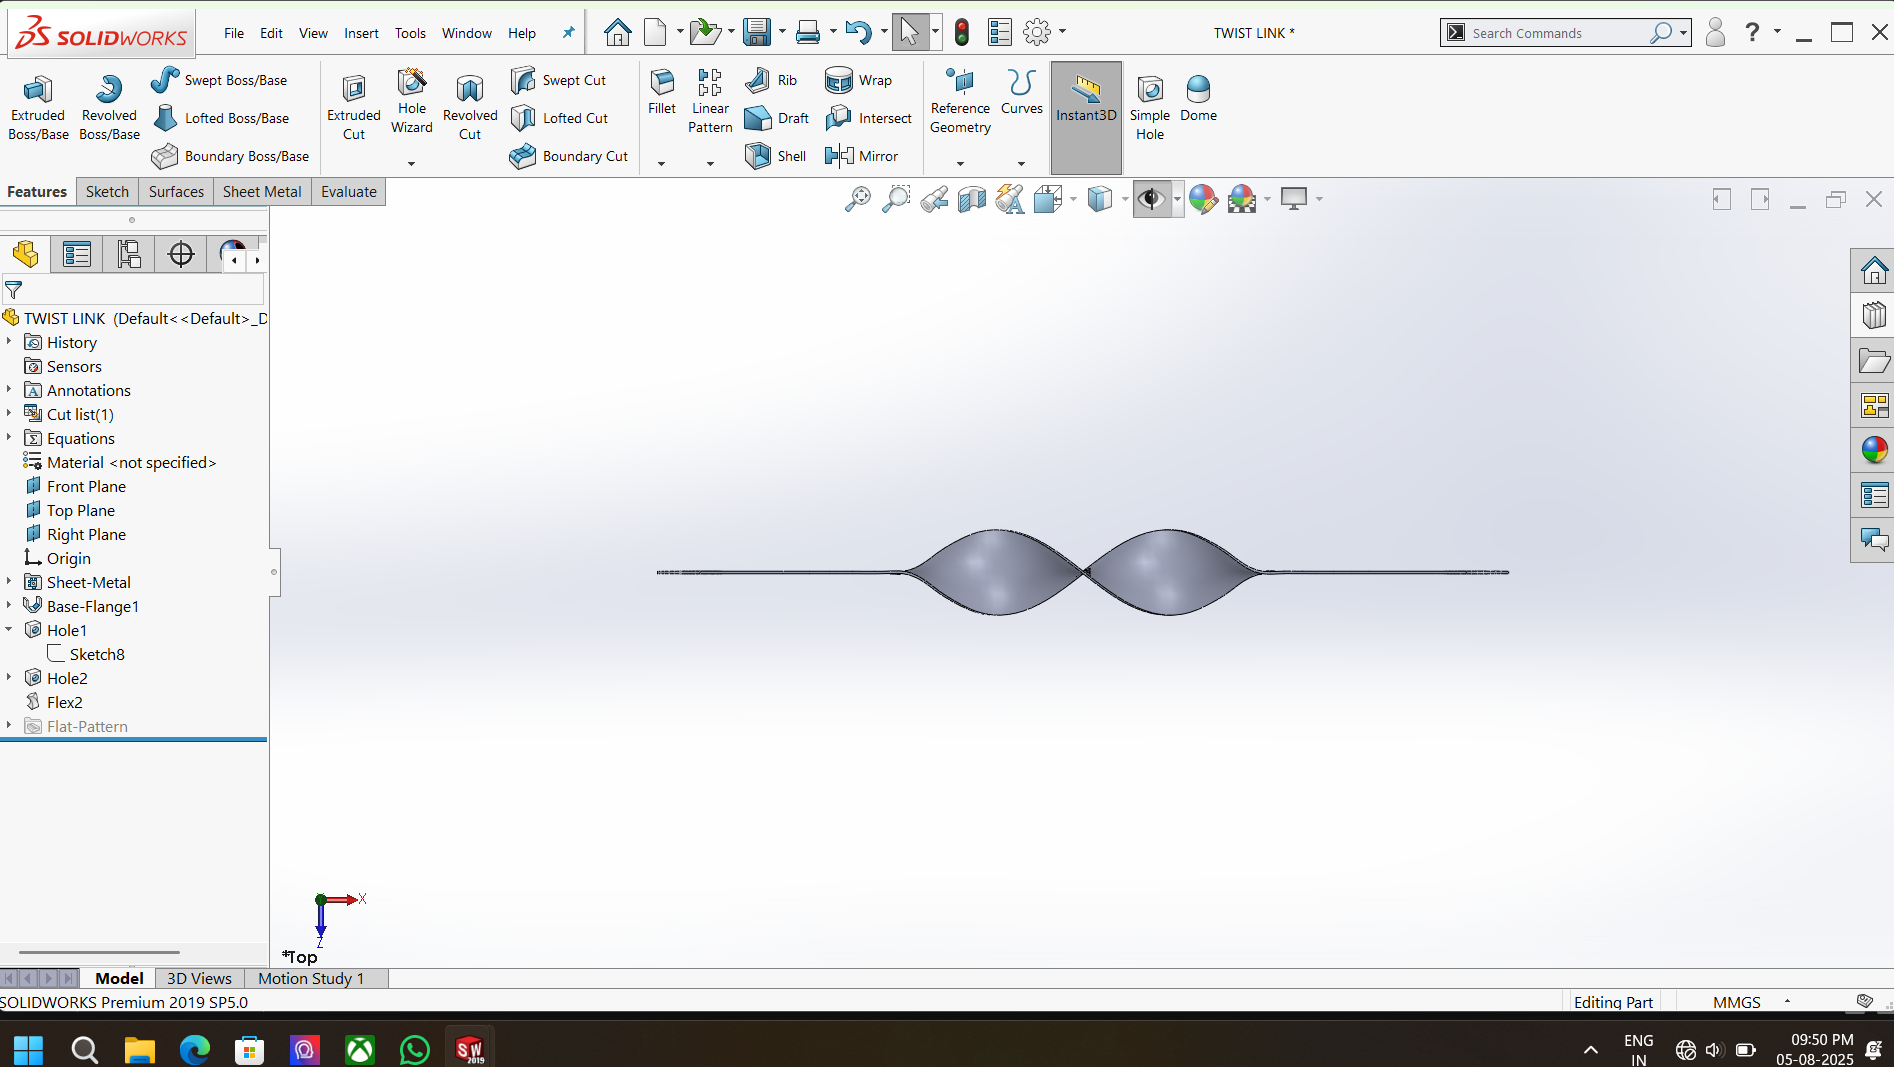 SOLIDWORKS
File Edit View Insert Tools Window Help
TWIST LINK *
Search Commands
?
Extruded Boss/Base
Revolved Boss/Base
Swept Boss/Base
Lofted Boss/Base
Boundary Boss/Base
Extruded Cut
Hole Wizard
Revolved Cut
Swept Cut
Lofted Cut
Boundary Cut
Fillet
Linear Pattern
Rib
Draft
Shell
Wrap
Intersect
Mirror
Reference Geometry
Curves
Instant3D
Simple Hole
Dome
Features Sketch Surfaces Sheet Metal Evaluate
TWIST LINK (Default<<Default>_D
History
Sensors
Annotations
Cut list(1)
Equations
Material <not specified>
Front Plane
Top Plane
Right Plane
Origin
Sheet-Metal
Base-Flange1
Hole1
Sketch8
Hole2
Flex2
Flat-Pattern
X
Z
*Top
Model 3D Views Motion Study 1
SOLIDWORKS Premium 2019 SP5.0
Editing Part
MMGS
SW
2019
ENG
IN
09:50 PM
05-08-2025